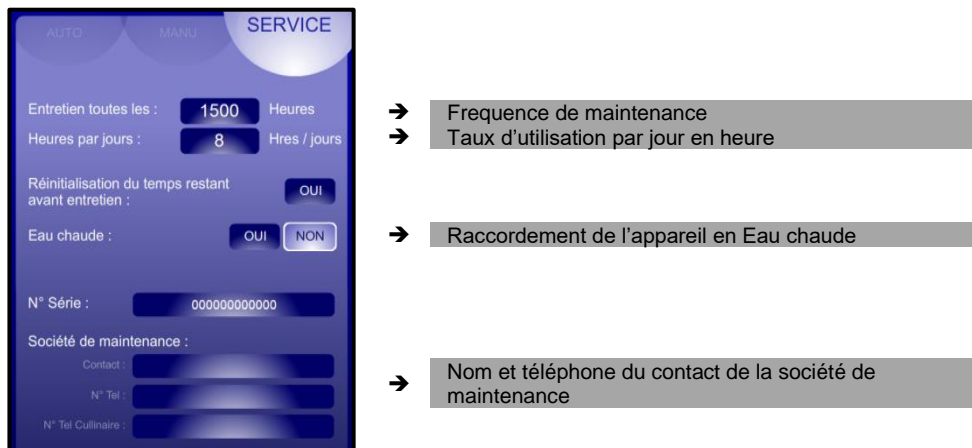 AUTO MANU SERVICE
Entretien toutes les : 1500 Heures
➔ Frequence de maintenance
Heures par jours : 8 Hres / jours
➔ Taux d'utilisation par jour en heure
Réinitialisation du temps restant
avant entretien :
OUI
Eau chaude : OUI NON
➔ Raccordement de l'appareil en Eau chaude
N° Série : 000000000000
Société de maintenance :
Contact :
N° Tel :
N° Tel Cullinaire :
➔ Nom et téléphone du contact de la société de
maintenance